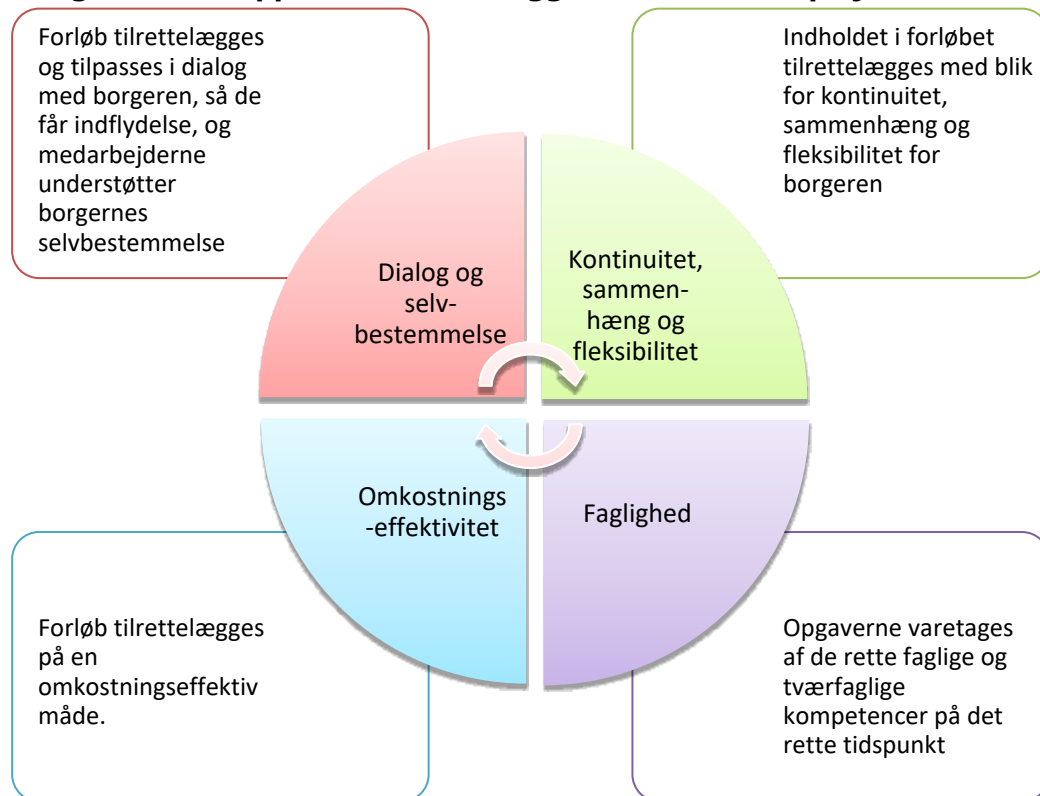 Forløb tilrettelægges
og tilpasses i dialog
med borgeren, så de
får indflydelse, og
medarbejderne
understøtter
borgernes
selvbestemmelse
Indholdet i forløbet
tilrettelægges med blik
for kontinuitet,
sammenhæng og
fleksibilitet for
borgeren
Dialog og
selv-
bestemmelse
Kontinuitet,
sammen-
hæng og
fleksibilitet
Omkostnings
-effektivitet
Faglighed
Forløb tilrettelægges
på en
omkostningseffektiv
måde.
Opgaverne varetages
af de rette faglige og
tværfaglige
kompetencer på det
rette tidspunkt